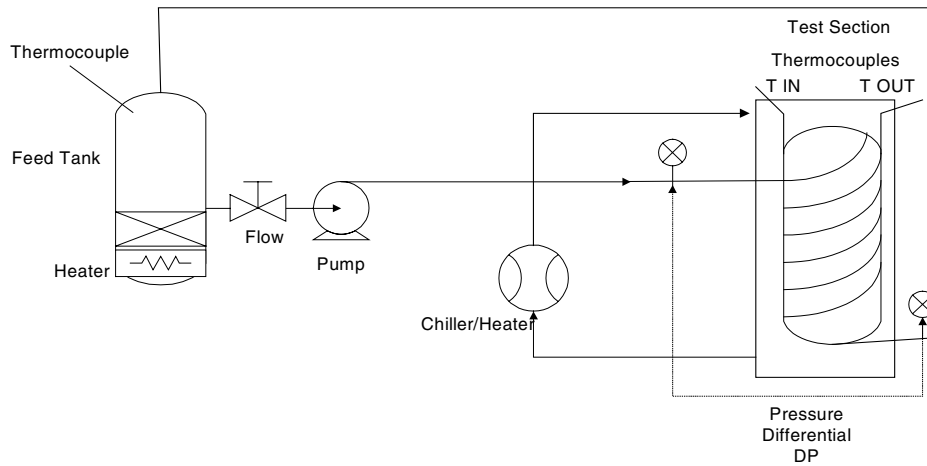 Test Section
Thermocouple
Thermocouples
T IN
T OUT
Feed Tank
Flow
Pump
Heater
Chiller/Heater
Pressure
Differential
DP